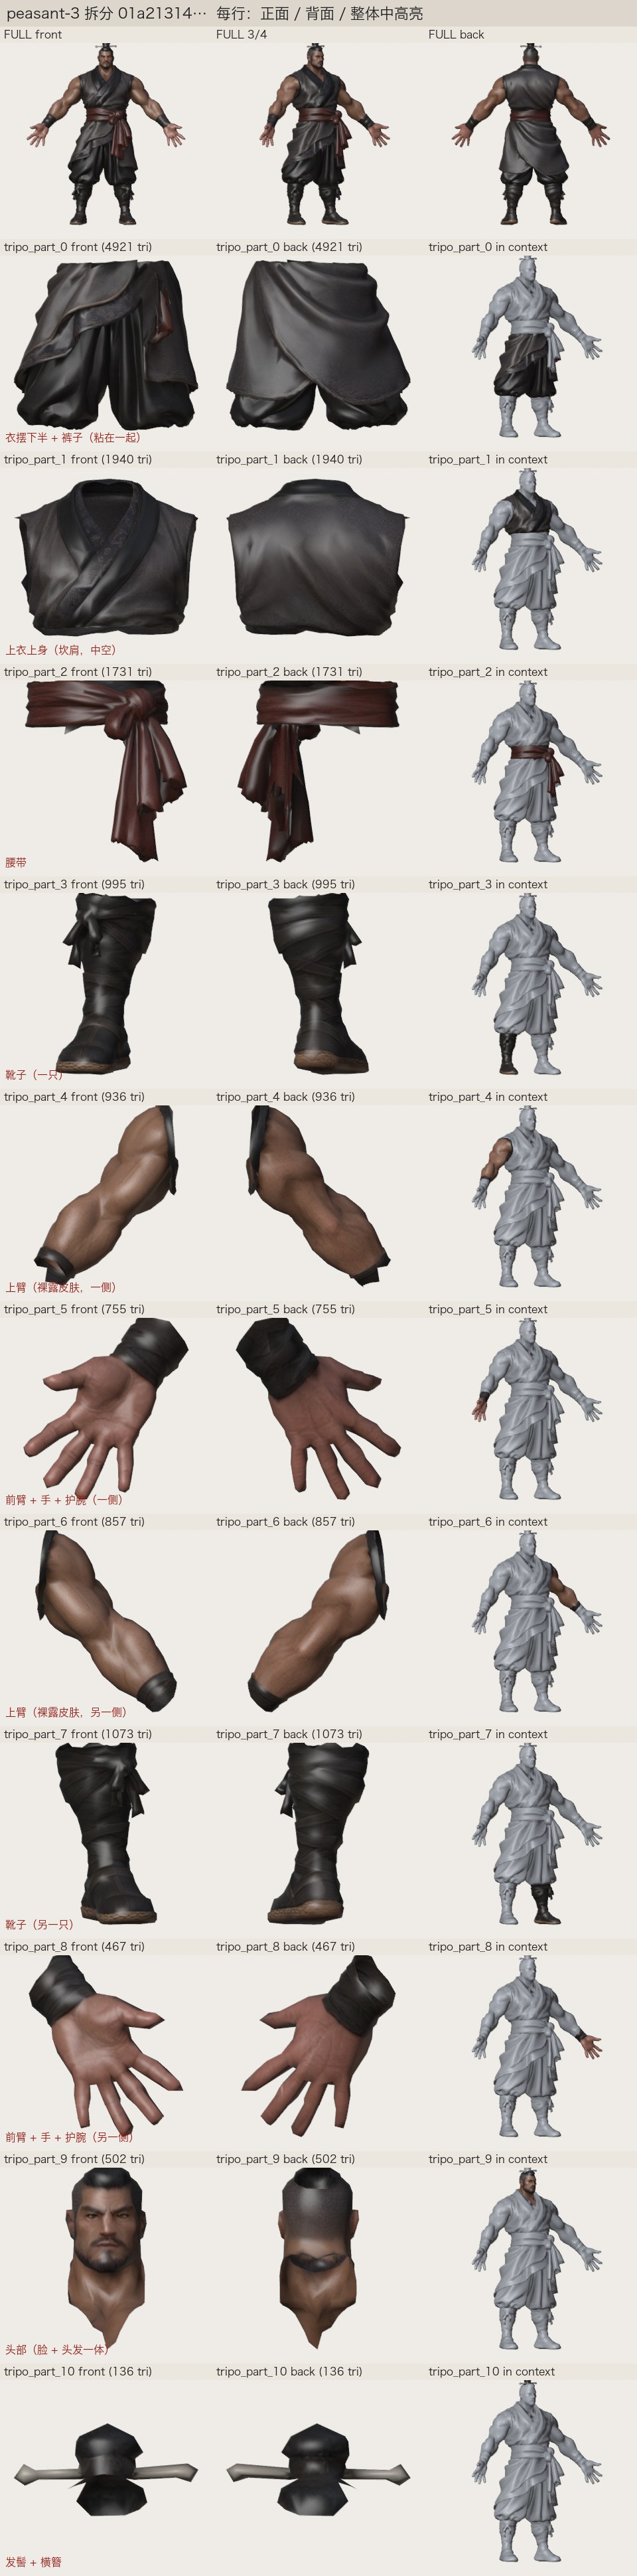 peasant-3 拆分 01a21314… 每行：正面 / 背面 / 整体中高亮
FULL front FULL 3/4 FULL back
tripo_part_0 front (4921 tri) tripo_part_0 back (4921 tri) tripo_part_0 in context
衣摆下半 + 裤子（粘在一起）
tripo_part_1 front (1940 tri) tripo_part_1 back (1940 tri) tripo_part_1 in context
上衣上身（坎肩，中空）
tripo_part_2 front (1731 tri) tripo_part_2 back (1731 tri) tripo_part_2 in context
腰带
tripo_part_3 front (995 tri) tripo_part_3 back (995 tri) tripo_part_3 in context
靴子（一只）
tripo_part_4 front (936 tri) tripo_part_4 back (936 tri) tripo_part_4 in context
上臂（裸露皮肤，一侧）
tripo_part_5 front (755 tri) tripo_part_5 back (755 tri) tripo_part_5 in context
前臂 + 手 + 护腕（一侧）
tripo_part_6 front (857 tri) tripo_part_6 back (857 tri) tripo_part_6 in context
上臂（裸露皮肤，另一侧）
tripo_part_7 front (1073 tri) tripo_part_7 back (1073 tri) tripo_part_7 in context
靴子（另一只）
tripo_part_8 front (467 tri) tripo_part_8 back (467 tri) tripo_part_8 in context
前臂 + 手 + 护腕（另一侧）
tripo_part_9 front (502 tri) tripo_part_9 back (502 tri) tripo_part_9 in context
头部（脸 + 头发一体）
tripo_part_10 front (136 tri) tripo_part_10 back (136 tri) tripo_part_10 in context
发髻 + 横簪